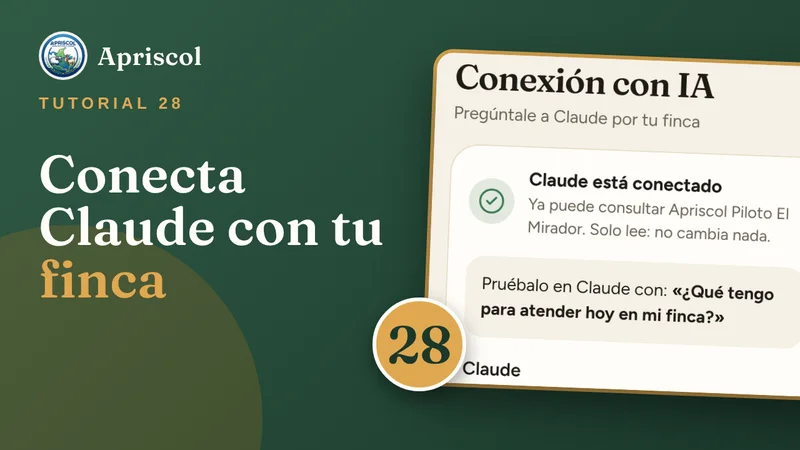 APRISCOL
Apriscol
TUTORIAL 28
Conecta
Claude con tu
finca
Conexión con IA
Pregúntale a Claude por tu finca
Claude está conectado
Ya puede consultar Apriscol Piloto El
Mirador. Solo lee: no cambia nada.
Pruébalo en Claude con: «¿Qué tengo
para atender hoy en mi finca?»
28
Claude